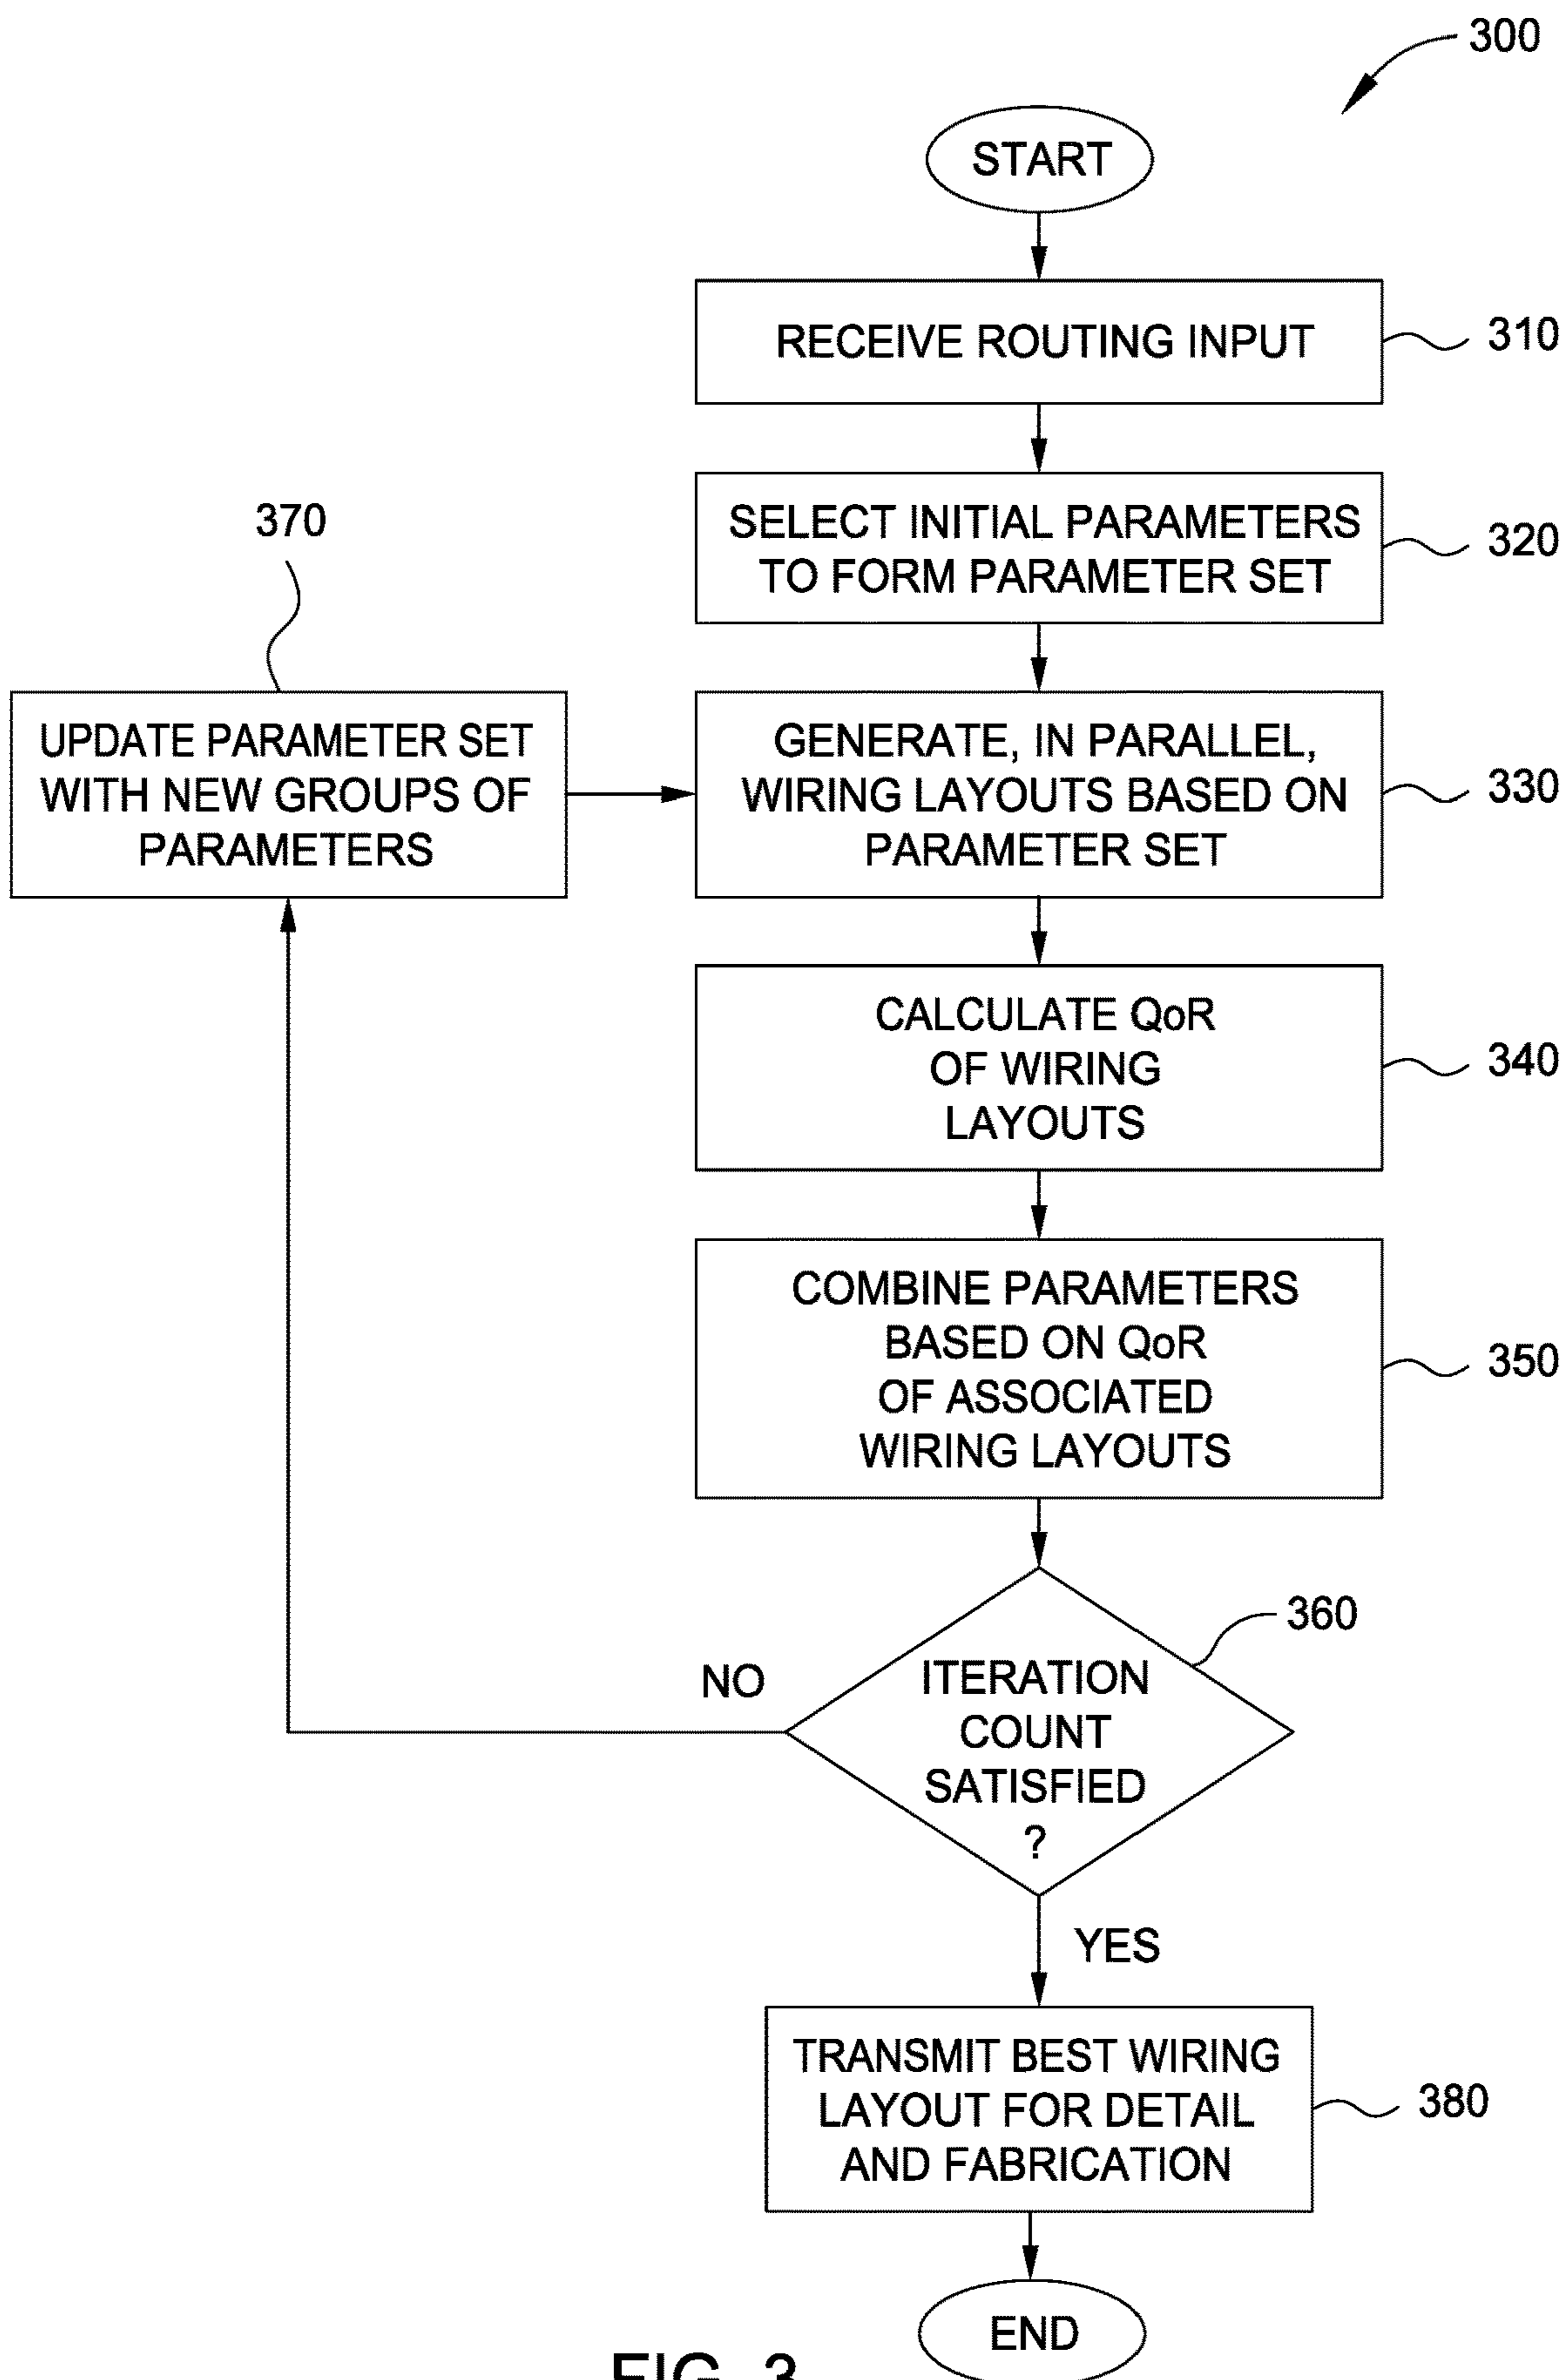 300
START
RECEIVE ROUTING INPUT
310
SELECT INITIAL PARAMETERS
TO FORM PARAMETER SET
320
370
UPDATE PARAMETER SET
WITH NEW GROUPS OF
PARAMETERS
GENERATE, IN PARALLEL,
WIRING LAYOUTS BASED ON
PARAMETER SET
330
CALCULATE QoR
OF WIRING
LAYOUTS
340
COMBINE PARAMETERS
BASED ON QoR
OF ASSOCIATED
WIRING LAYOUTS
350
360
NO
ITERATION
COUNT
SATISFIED
?
YES
TRANSMIT BEST WIRING
LAYOUT FOR DETAIL
AND FABRICATION
380
END
FIG. 3